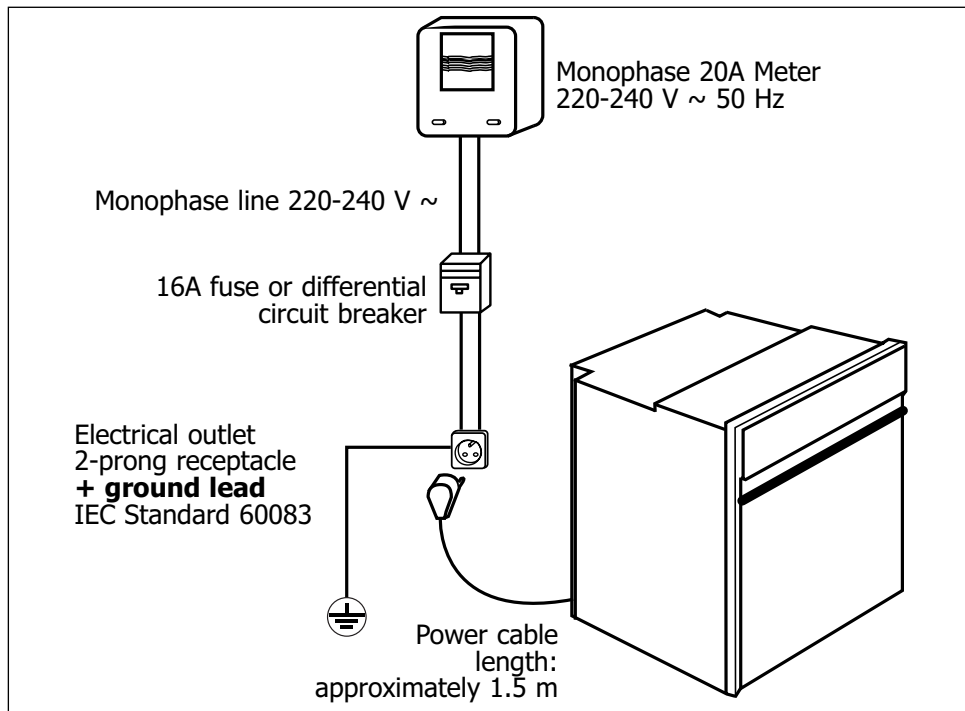 Monophase 20A Meter
220-240 V ~ 50 Hz
Monophase line 220-240 V ~
16A fuse or differential
circuit breaker
Electrical outlet
2-prong receptacle
+ ground lead
IEC Standard 60083
Power cable
length:
approximately 1.5 m